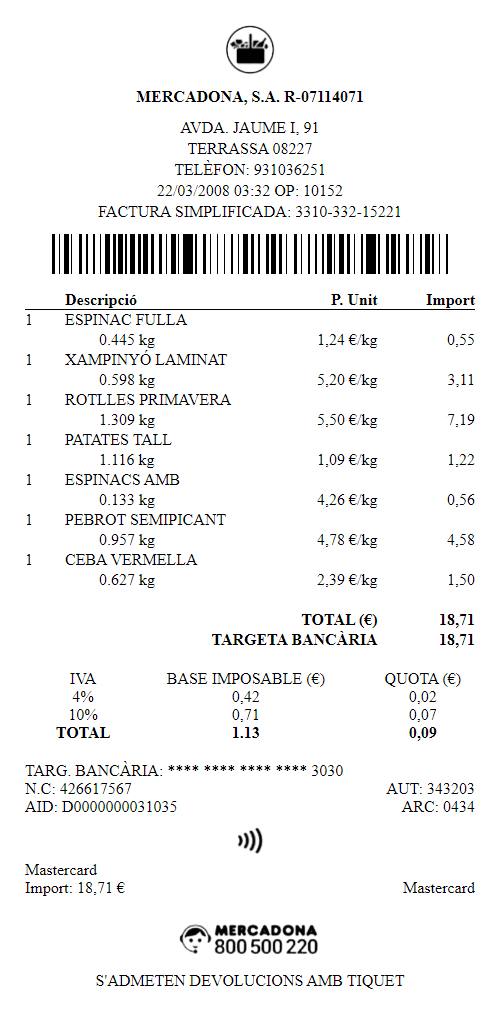 MERCADONA, S.A. R-07114071
AVDA. JAUME I, 91
TERRASSA 08227
TELÈFON: 931036251
22/03/2008 03:32 OP: 10152
FACTURA SIMPLIFICADA: 3310-332-15221
Descripció P. Unit Import
1 ESPINAC FULLA
0.445 kg 1,24 €/kg 0,55
1 XAMPINYÓ LAMINAT
0.598 kg 5,20 €/kg 3,11
1 ROTLLES PRIMAVERA
1.309 kg 5,50 €/kg 7,19
1 PATATES TALL
1.116 kg 1,09 €/kg 1,22
1 ESPINACS AMB
0.133 kg 4,26 €/kg 0,56
1 PEBROT SEMIPICANT
0.957 kg 4,78 €/kg 4,58
1 CEBA VERMELLA
0.627 kg 2,39 €/kg 1,50
TOTAL (€) 18,71
TARGETA BANCÀRIA 18,71
IVA BASE IMPOSABLE (€) QUOTA (€)
4% 0,42 0,02
10% 0,71 0,07
TOTAL 1.13 0,09
TARG. BANCÀRIA: **** **** **** **** 3030
N.C: 426617567 AUT: 343203
AID: D0000000031035 ARC: 0434
Mastercard
Import: 18,71 € Mastercard
MERCADONA
800 500 220
S'ADMETEN DEVOLUCIONS AMB TIQUET